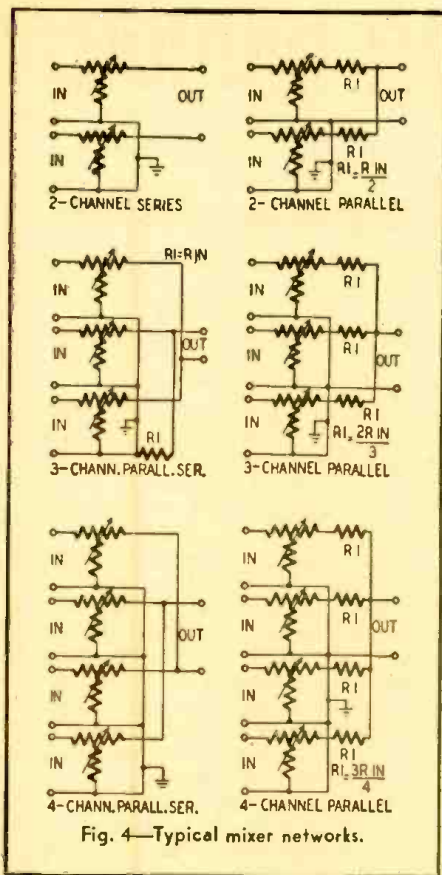 IN OUT
IN
2-CHANNEL SERIES
R1
IN OUT
R1
IN R1=R IN/2
2-CHANNEL PARALLEL
R1=R IN
IN
IN OUT
IN
R1
3-CHANN.PARALL.SER.
R1
IN
R1
IN OUT
R1
IN R1=2R IN/3
3-CHANNEL PARALLEL
IN
IN OUT
IN
IN
4-CHANN.PARALL.SER.
R1
IN
R1
IN OUT
R1
IN
R1
IN R1=3R IN/4
4-CHANNEL PARALLEL
Fig. 4—Typical mixer networks.